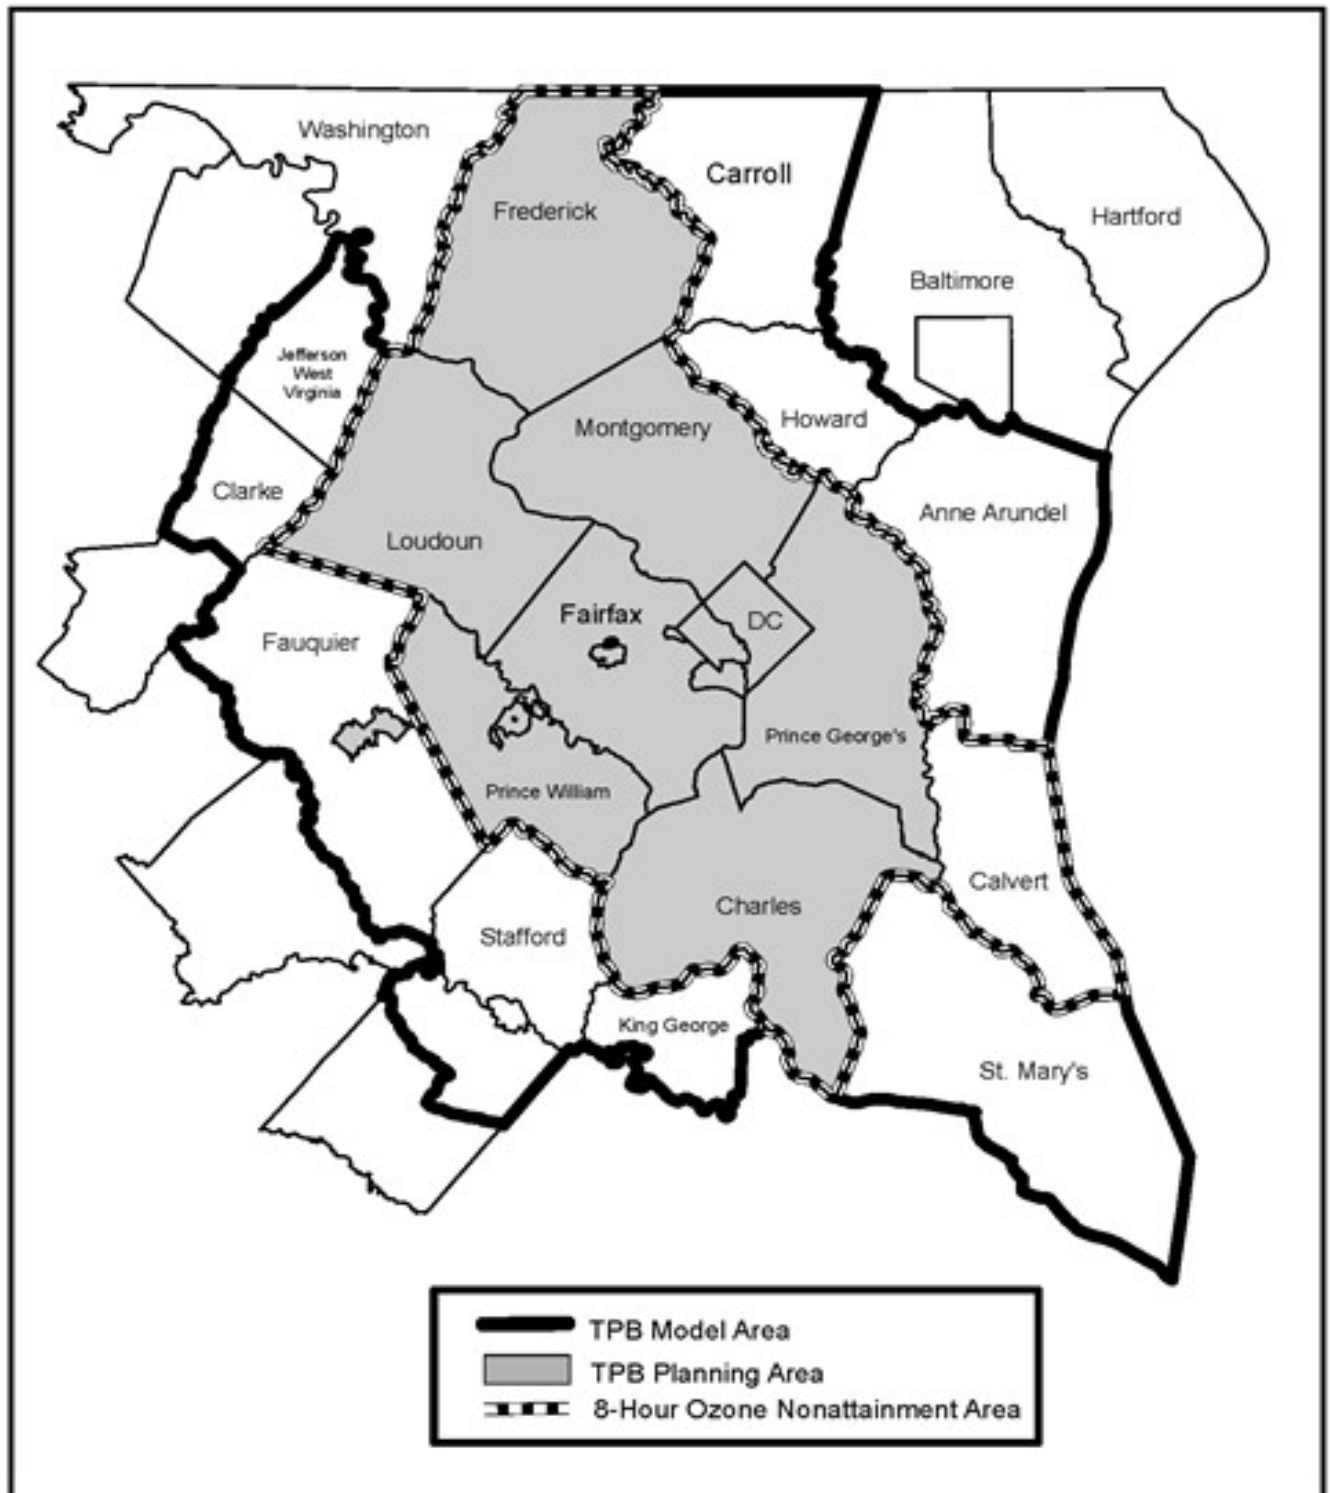 Washington
Carroll
Frederick
Hartford
Baltimore
Jefferson
West
Virginia
Howard
Montgomery
Clarke
Anne Arundel
Loudoun
Fairfax
DC
Fauquier
Prince George's
Prince William
Calvert
Charles
Stafford
King George
St. Mary's
TPB Model Area
TPB Planning Area
8-Hour Ozone Nonattainment Area